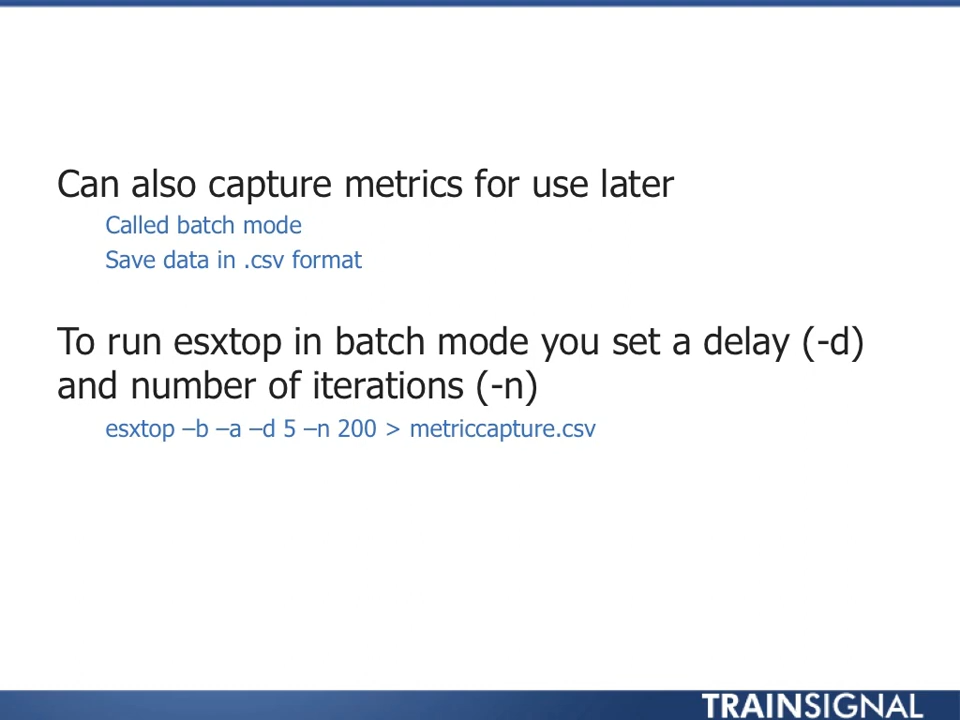 Can also capture metrics for use later
Called batch mode
Save data in .csv format
To run esxtop in batch mode you set a delay (-d)
and number of iterations (-n)
esxtop –b –a –d 5 –n 200 > metriccapture.csv
TRAINSIGNAL